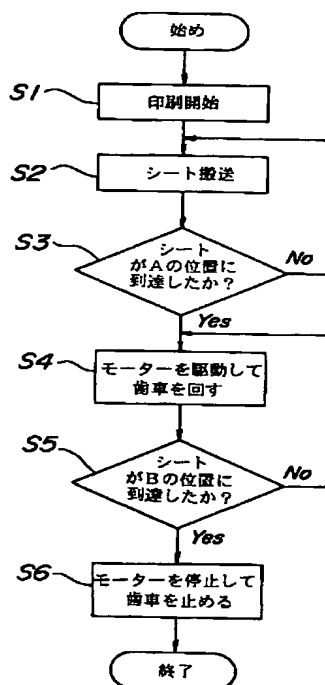 始め
S1
印刷開始
S2
シート搬送
S3
シート
がAの位置に
到達したか？
No
Yes
S4
モーターを駆動して
歯車を回す
S5
シート
がBの位置に
到達したか？
No
Yes
S6
モーターを停止して
歯車を止める
終了